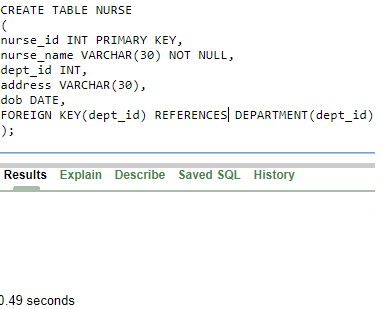 CREATE TABLE NURSE
(
nurse_id INT PRIMARY KEY,
nurse_name VARCHAR(30) NOT NULL,
dept_id INT,
address VARCHAR(30),
dob DATE,
FOREIGN KEY(dept_id) REFERENCES DEPARTMENT(dept_id)
);
Results Explain Describe Saved SQL History
0.49 seconds